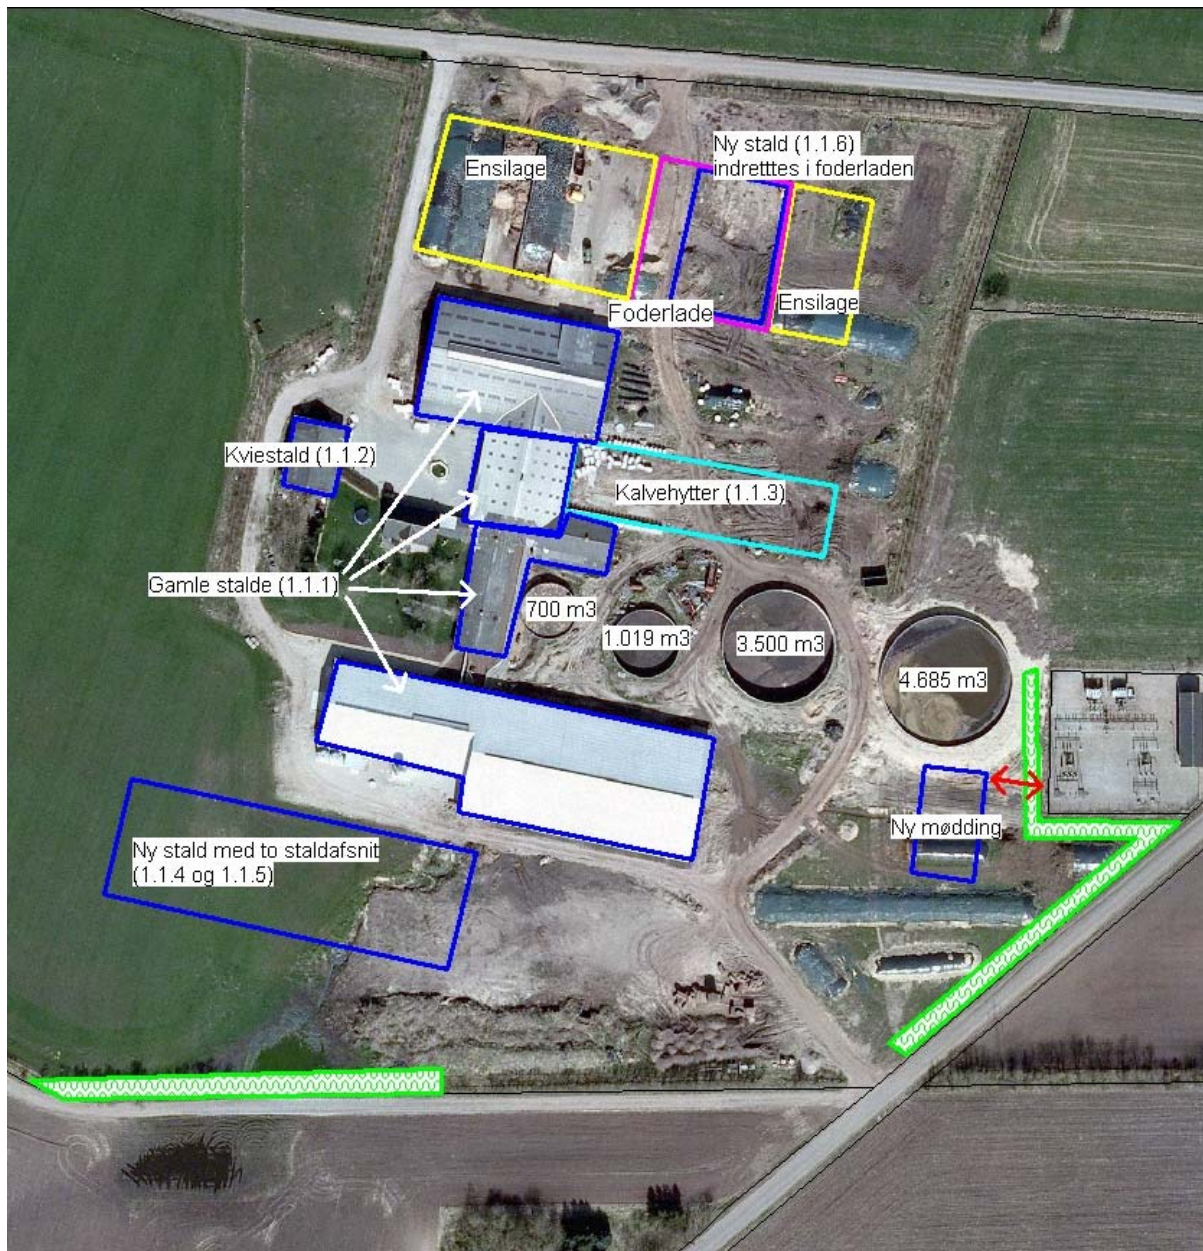 Ensilage
Ny stald (1.1.6)
indretttes i foderladen
Ensilage
Foderlade
Kviestald (1.1.2)
Kalvehytter (1.1.3)
Gamle stalde (1.1.1)
700 m3
1.019 m3
3.500 m3
4.685 m3
Ny mødding
Ny stald med to staldafsnit
(1.1.4 og 1.1.5)